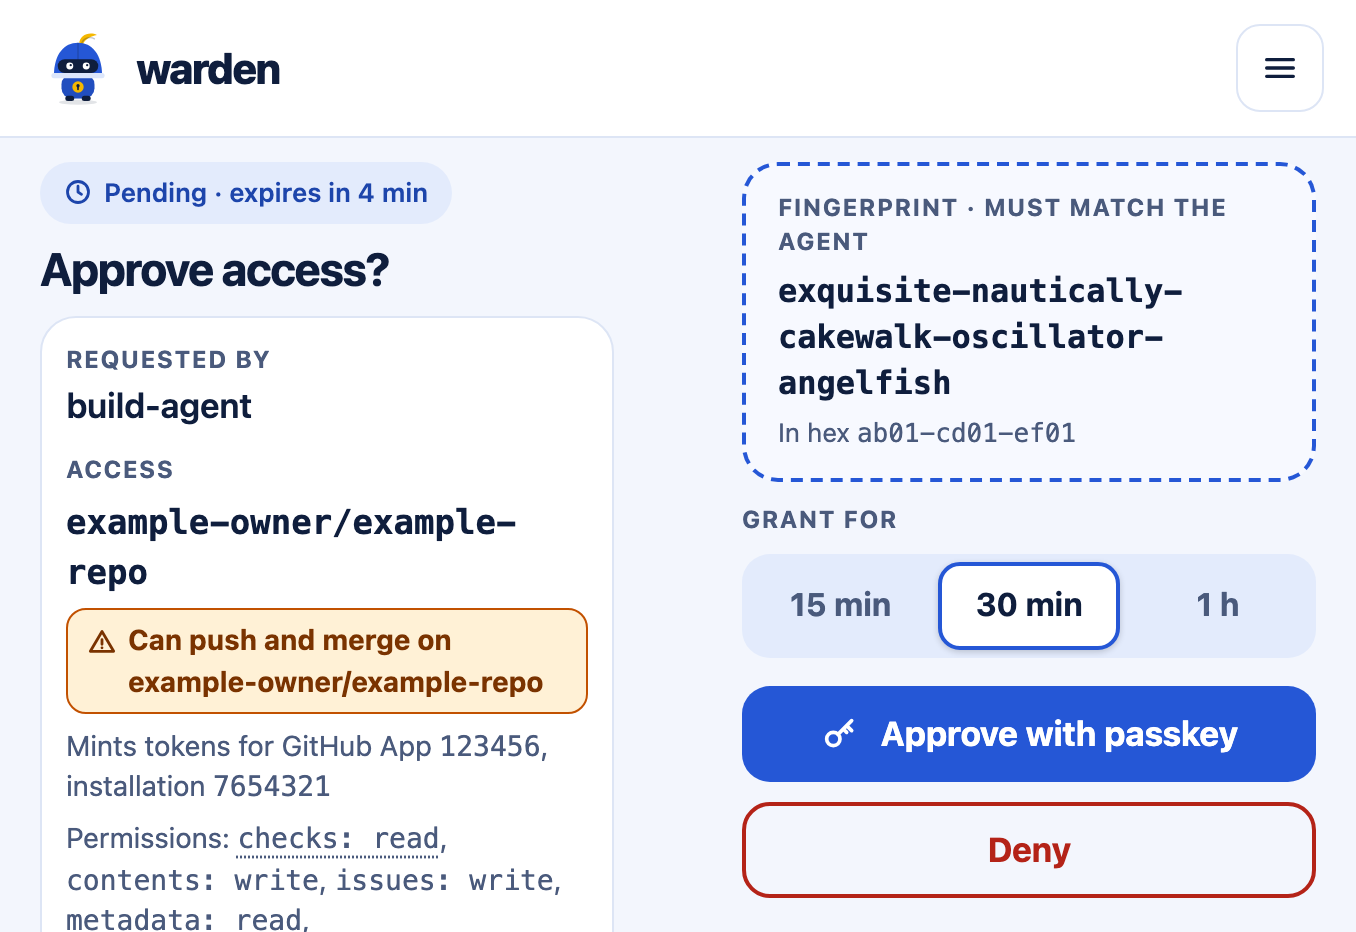 warden
Pending · expires in 4 min
Approve access?
REQUESTED BY
build-agent
ACCESS
example-owner/example-
repo
Can push and merge on
example-owner/example-repo
Mints tokens for GitHub App 123456,
installation 7654321
Permissions: checks: read,
contents: write, issues: write,
metadata: read,
FINGERPRINT · MUST MATCH THE
AGENT
exquisite-nautically-
cakewalk-oscillator-
angelfish
In hex ab01-cd01-ef01
GRANT FOR
15 min
30 min
1 h
Approve with passkey
Deny